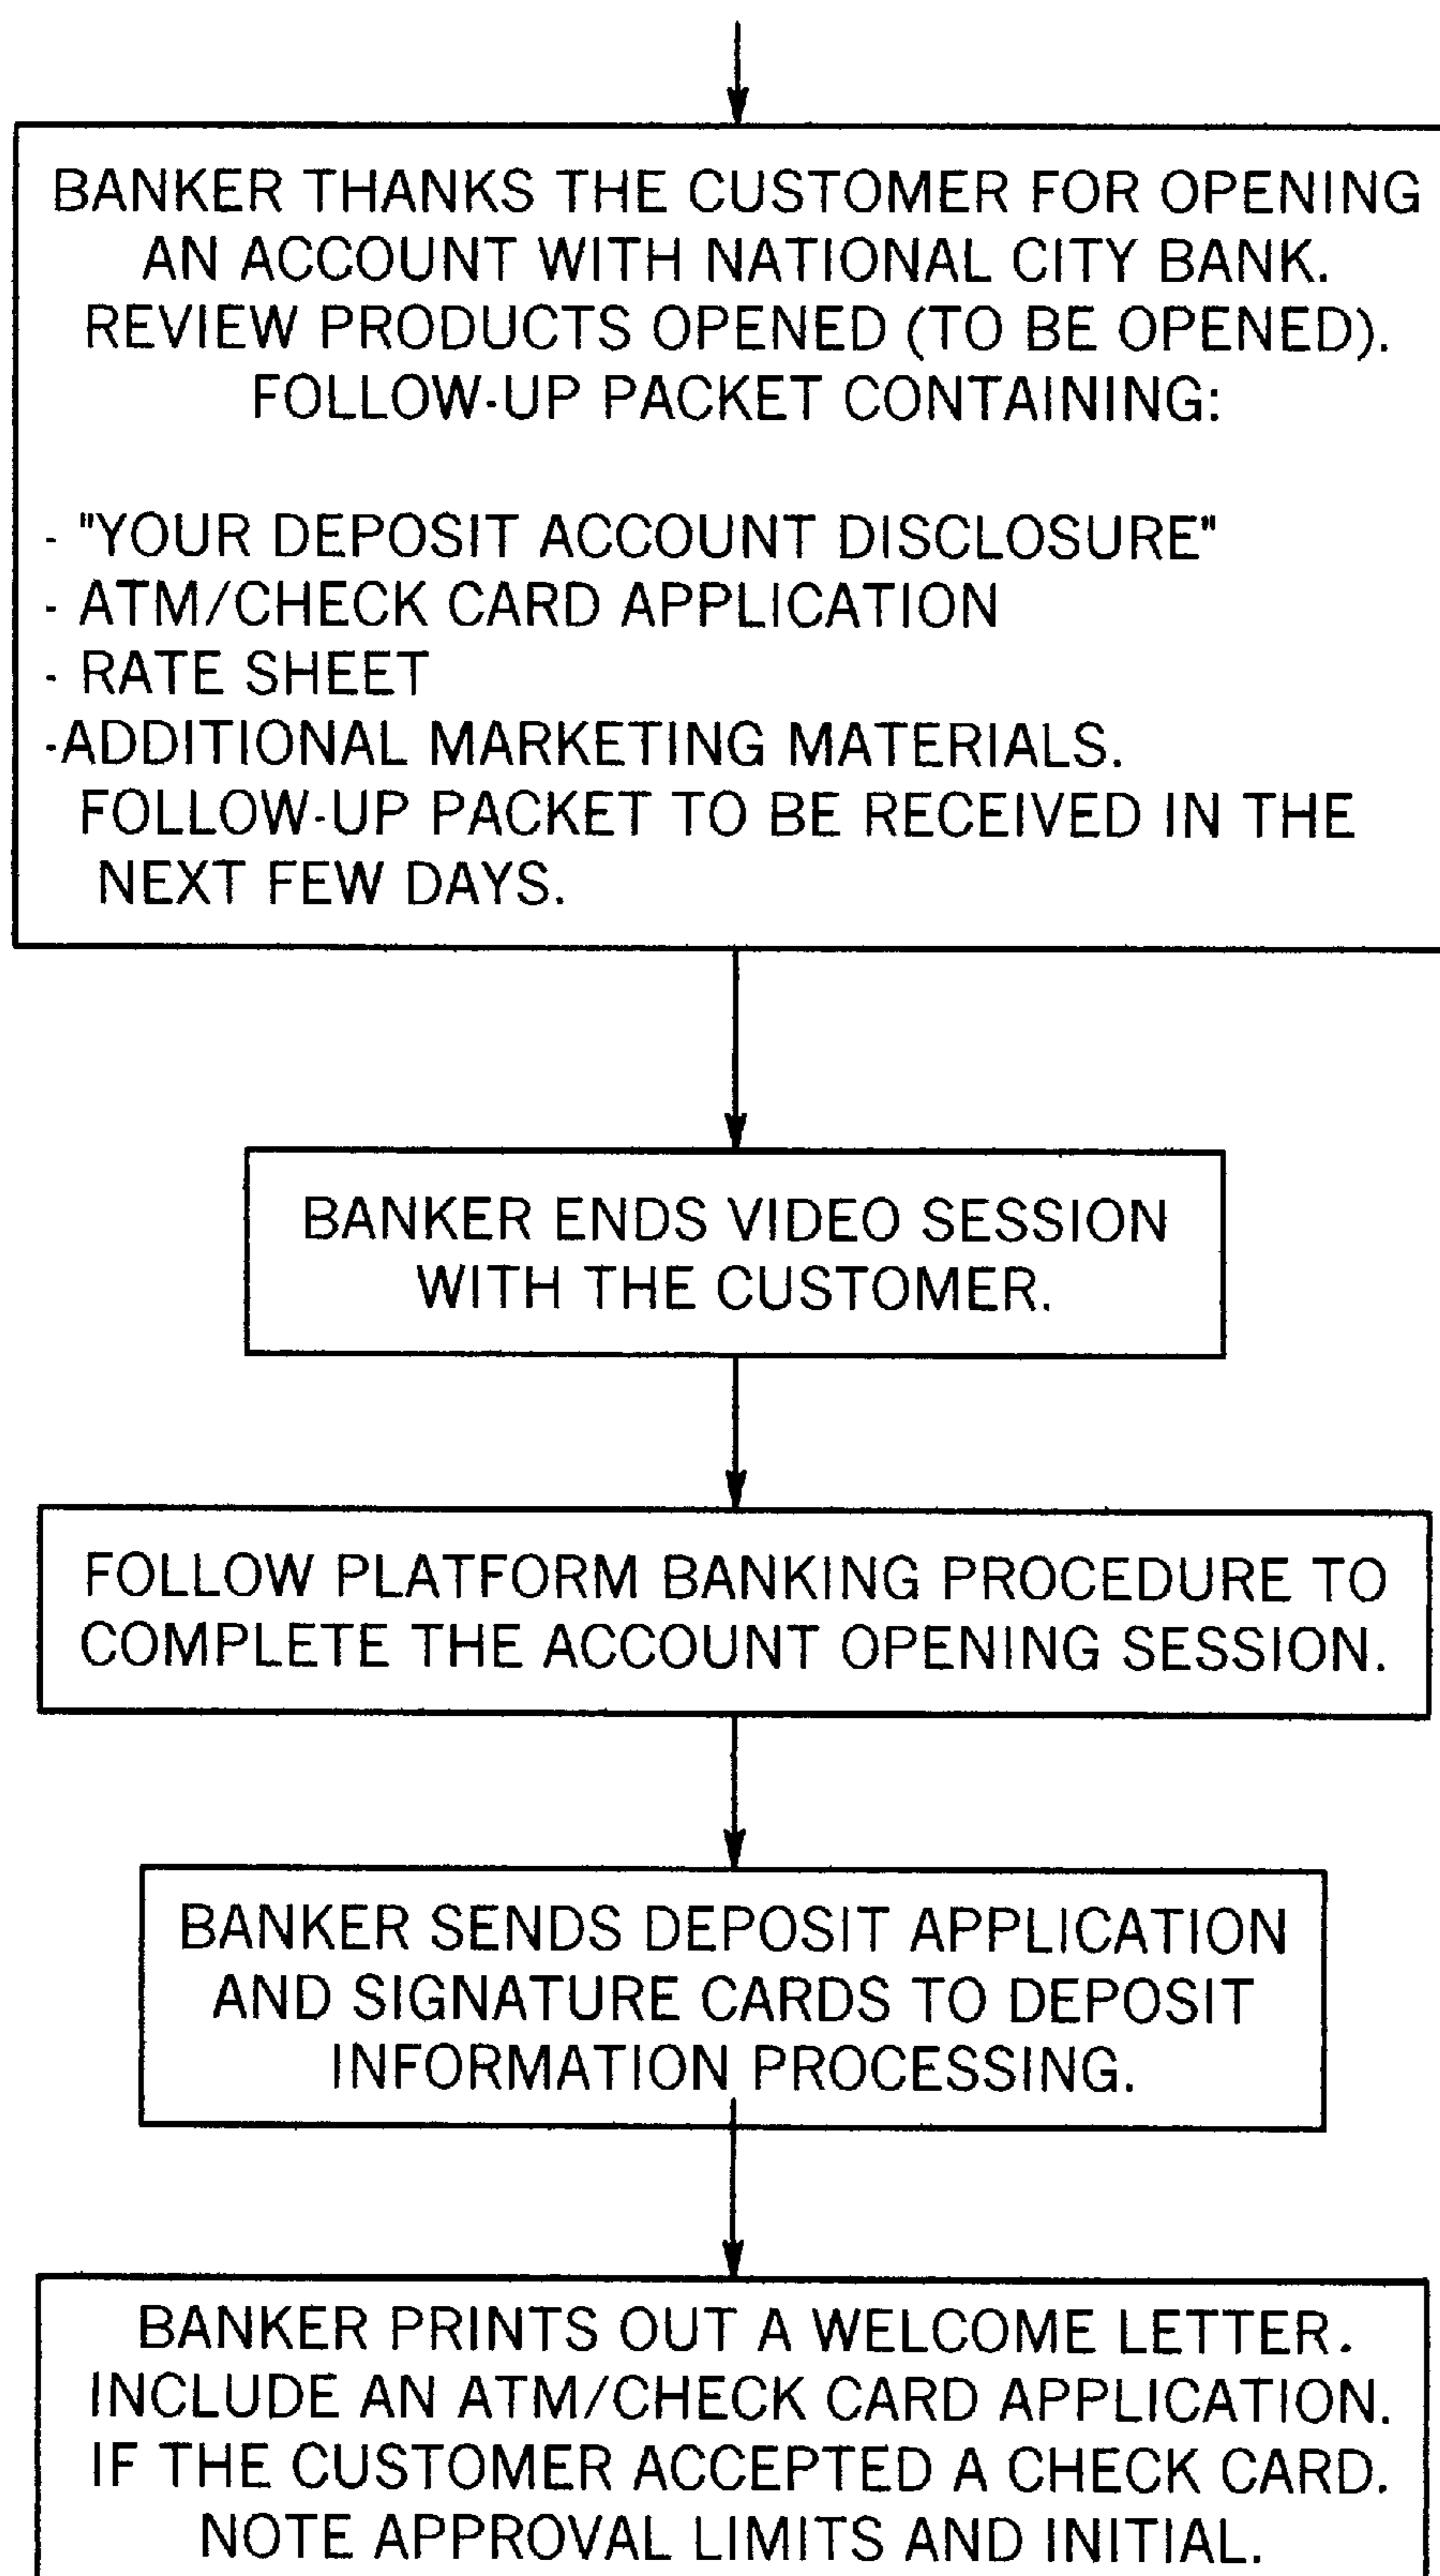 BANKER THANKS THE CUSTOMER FOR OPENING
AN ACCOUNT WITH NATIONAL CITY BANK.
REVIEW PRODUCTS OPENED (TO BE OPENED).
FOLLOW-UP PACKET CONTAINING:
- "YOUR DEPOSIT ACCOUNT DISCLOSURE"
- ATM/CHECK CARD APPLICATION
- RATE SHEET
-ADDITIONAL MARKETING MATERIALS.
FOLLOW-UP PACKET TO BE RECEIVED IN THE
NEXT FEW DAYS.
BANKER ENDS VIDEO SESSION
WITH THE CUSTOMER.
FOLLOW PLATFORM BANKING PROCEDURE TO
COMPLETE THE ACCOUNT OPENING SESSION.
BANKER SENDS DEPOSIT APPLICATION
AND SIGNATURE CARDS TO DEPOSIT
INFORMATION PROCESSING.
BANKER PRINTS OUT A WELCOME LETTER.
INCLUDE AN ATM/CHECK CARD APPLICATION.
IF THE CUSTOMER ACCEPTED A CHECK CARD.
NOTE APPROVAL LIMITS AND INITIAL.